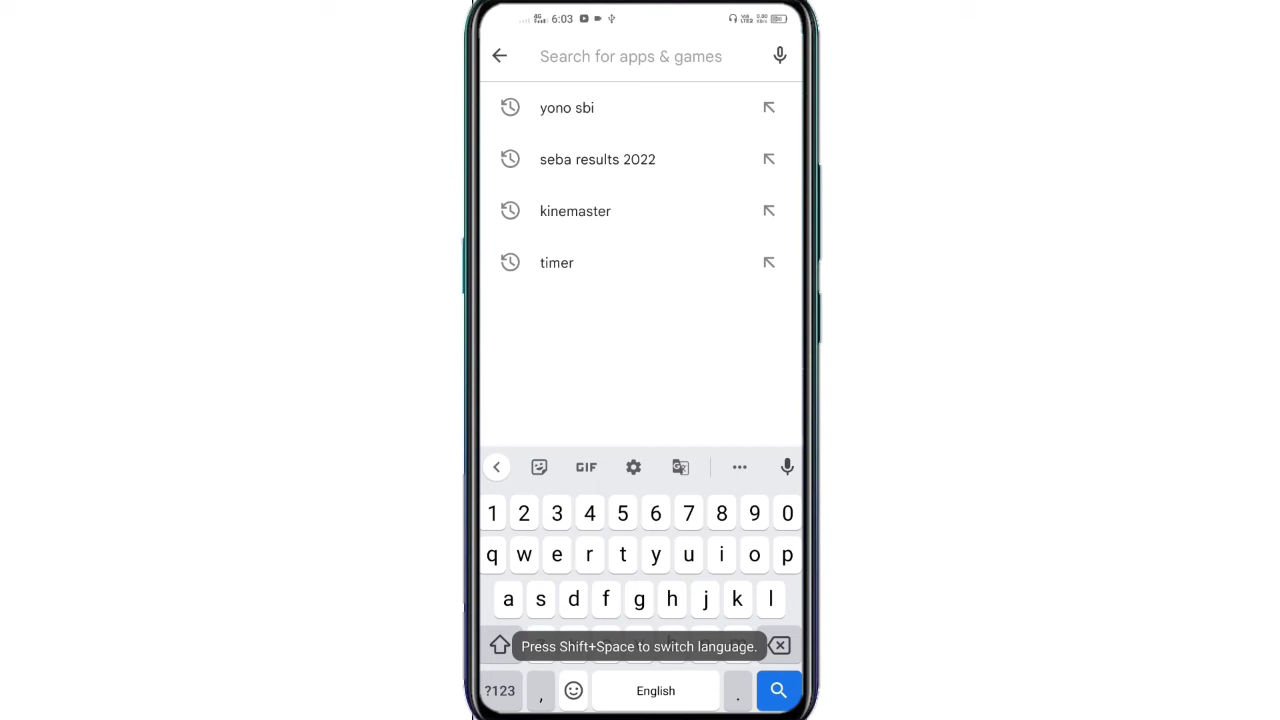 4G 6:03
Search for apps & games
yono sbi
seba results 2022
kinemaster
timer
GIF
1 2 3 4 5 6 7 8 9 0
q w e r t y u i o p
a s d f g h j k l
Press Shift+Space to switch language.
?123 , English .